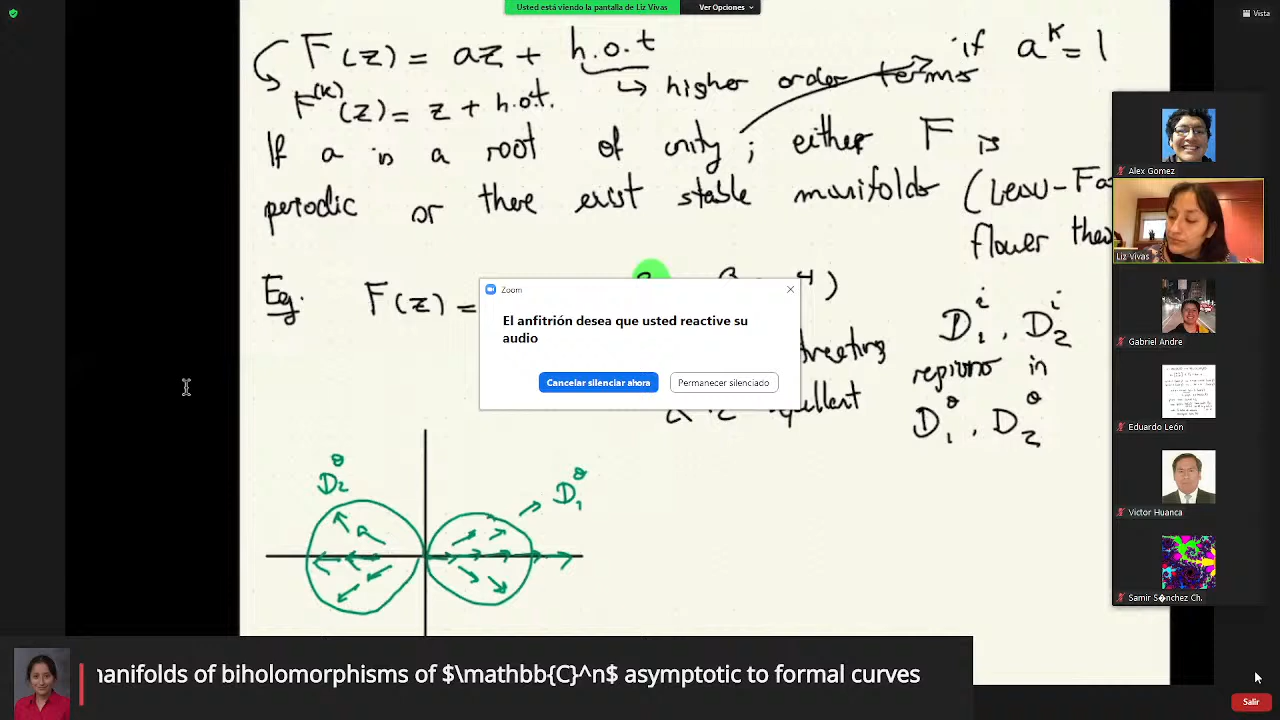 Usted está viendo la pantalla de Liz Vivas
Ver Opciones
Vista
F(z) = az + h.o.t
if a^k = 1
↳ higher order terms
F^(k)(z) = z + h.o.t.
If a is a root of unity ; either F is
periodic or there exist stable manifolds (Leau-Fa
flower theo
Eg. F(z) =
Zoom
El anfitrión desea que usted reactive su
audio
Cancelar silenciar ahora
Permanecer silenciado
D_1^i , D_2^i
regions in
repellent
D_2
D_1
Alex Gomez
Liz Vivas
Gabriel Andre
Eduardo León
Victor Huanca
Samir S�nchez Ch.
manifolds of biholomorphisms of $\mathbb{C}^n$ asymptotic to formal curves
Salir